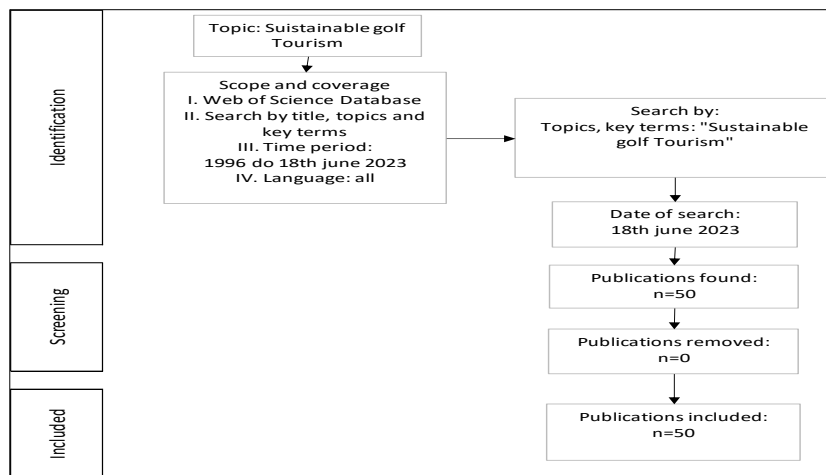 Topic: Suistainable golf
Tourism
Identification
Scope and coverage
I. Web of Science Database
II. Search by title, topics and
key terms
III. Time period:
1996 do 18th june 2023
IV. Language: all
Search by:
Topics, key terms: "Sustainable
golf Tourism"
Date of search:
18th june 2023
Screening
Publications found:
n=50
Publications removed:
n=0
Included
Publications included:
n=50